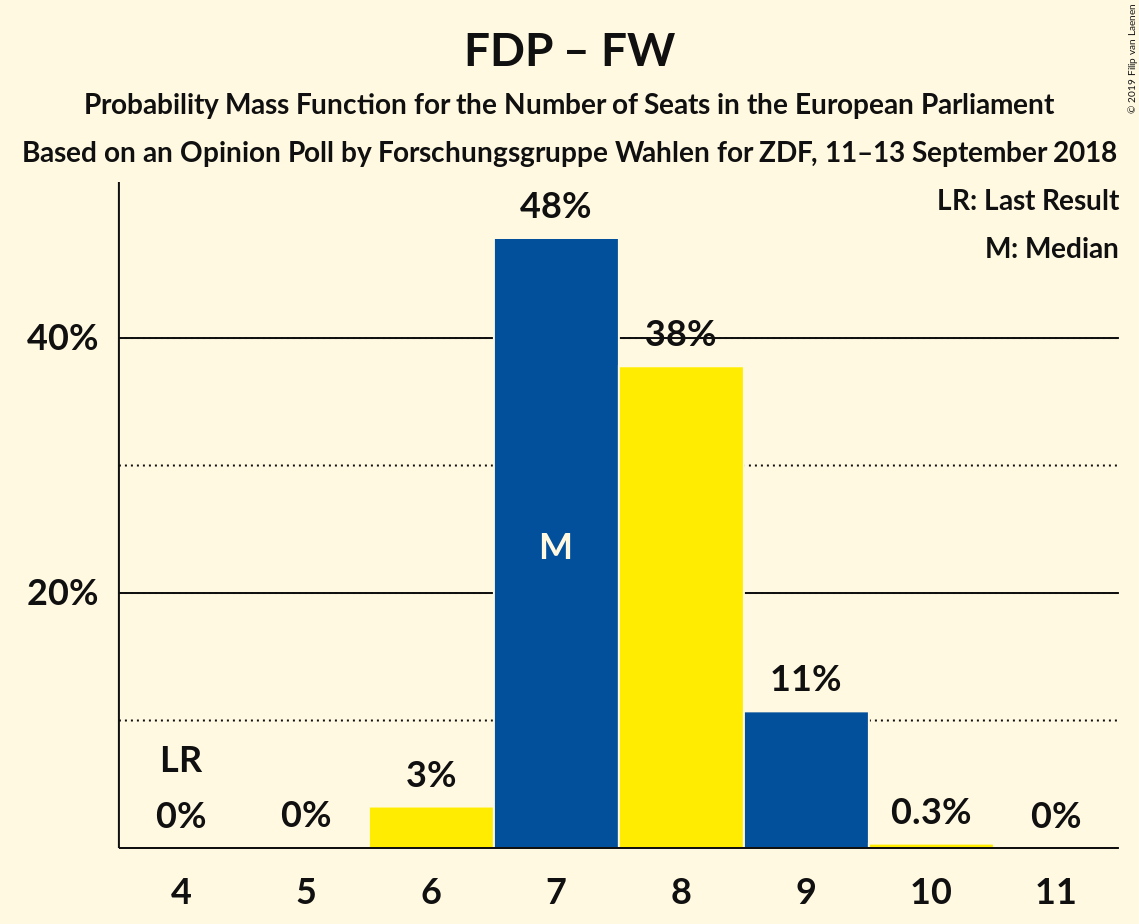 FDP – FW
Probability Mass Function for the Number of Seats in the European Parliament
Based on an Opinion Poll by Forschungsgruppe Wahlen for ZDF, 11–13 September 2018
© 2019 Filip van Laenen
LR: Last Result
M: Median
48%
38%
40%
M
20%
11%
LR
3%
0%
0%
0.3%
0%
4 5 6 7 8 9 10 11